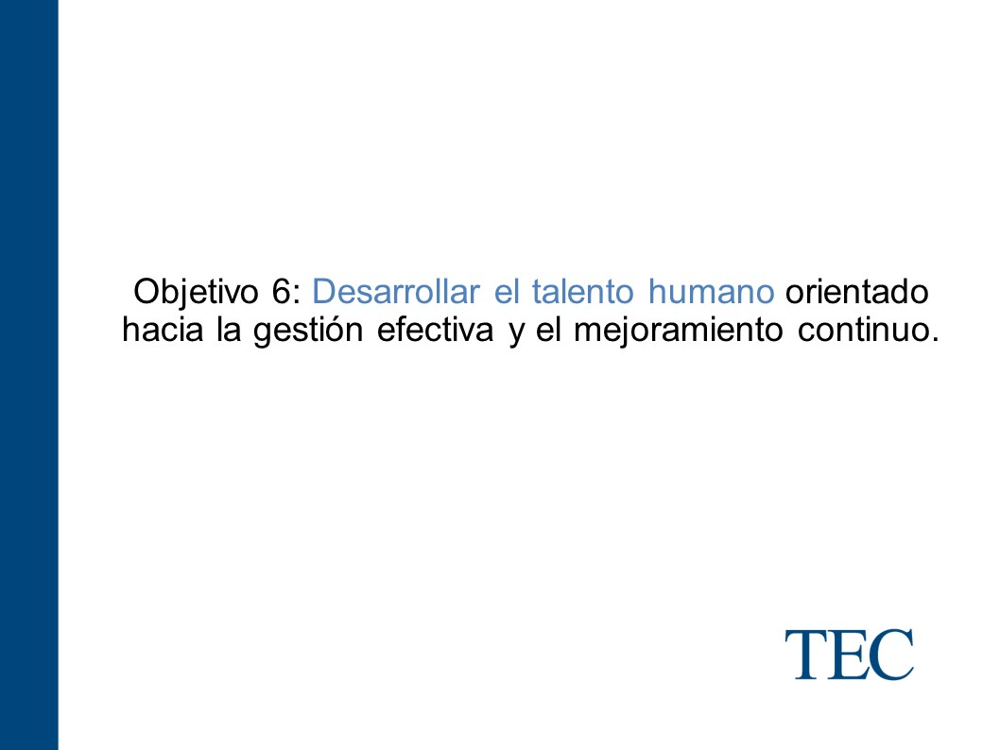 Objetivo 6: Desarrollar el talento humano orientado
hacia la gestión efectiva y el mejoramiento continuo.
TEC